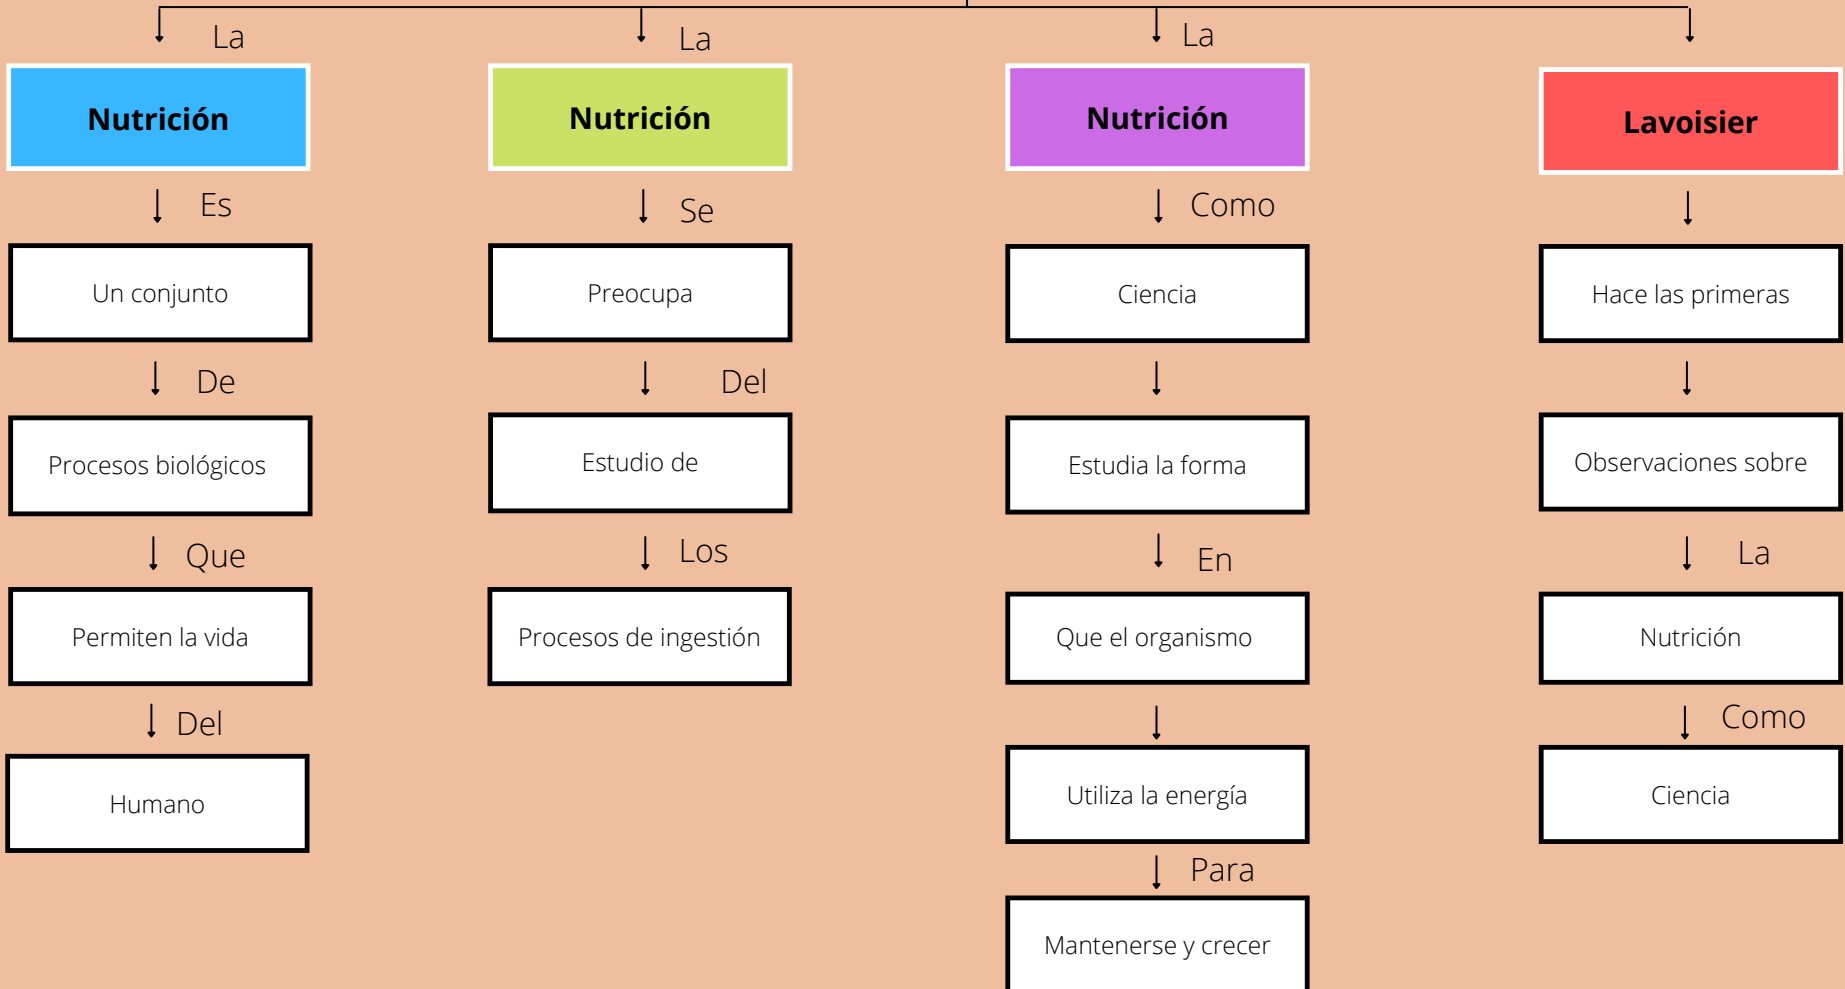 La
Nutrición
Es
Un conjunto
De
Procesos biológicos
Que
Permiten la vida
Del
Humano
La
Nutrición
Se
Preocupa
Del
Estudio de
Los
Procesos de ingestión
La
Nutrición
Como
Ciencia
Estudia la forma
En
Que el organismo
Utiliza la energía
Para
Mantenerse y crecer
Lavoisier
Hace las primeras
Observaciones sobre
La
Nutrición
Como
Ciencia